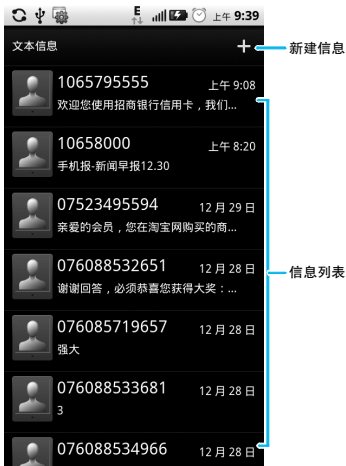 E
上午 9:39
文本信息
+
新建信息
1065795555
上午 9:08
欢迎您使用招商银行信用卡，我们...
10658000
上午 8:20
手机报-新闻早报12.30
07523495594
12 月 29 日
亲爱的会员，您在淘宝网购买的商...
076088532651
12 月 28 日
谢谢回答，必须恭喜您获得大奖：...
信息列表
076085719657
12 月 28 日
强大
076088533681
12 月 28 日
3
076088534966
12 月 28 日